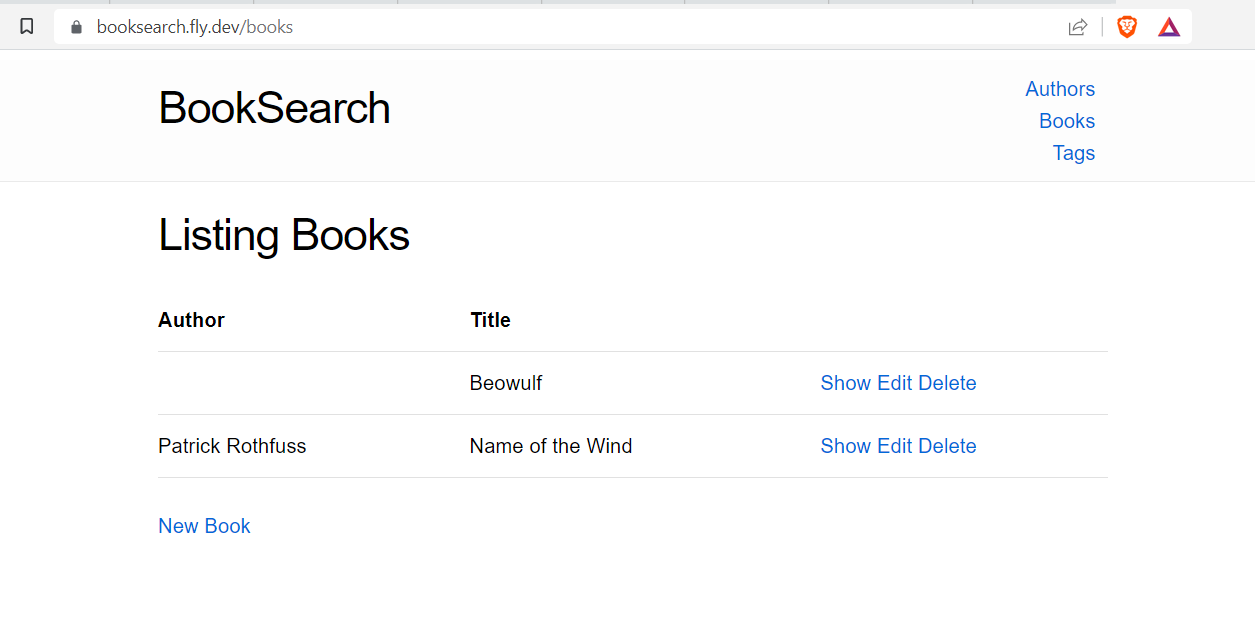 booksearch.fly.dev/books
BookSearch
Authors
Books
Tags
Listing Books
Author Title
Beowulf Show Edit Delete
Patrick Rothfuss Name of the Wind Show Edit Delete
New Book